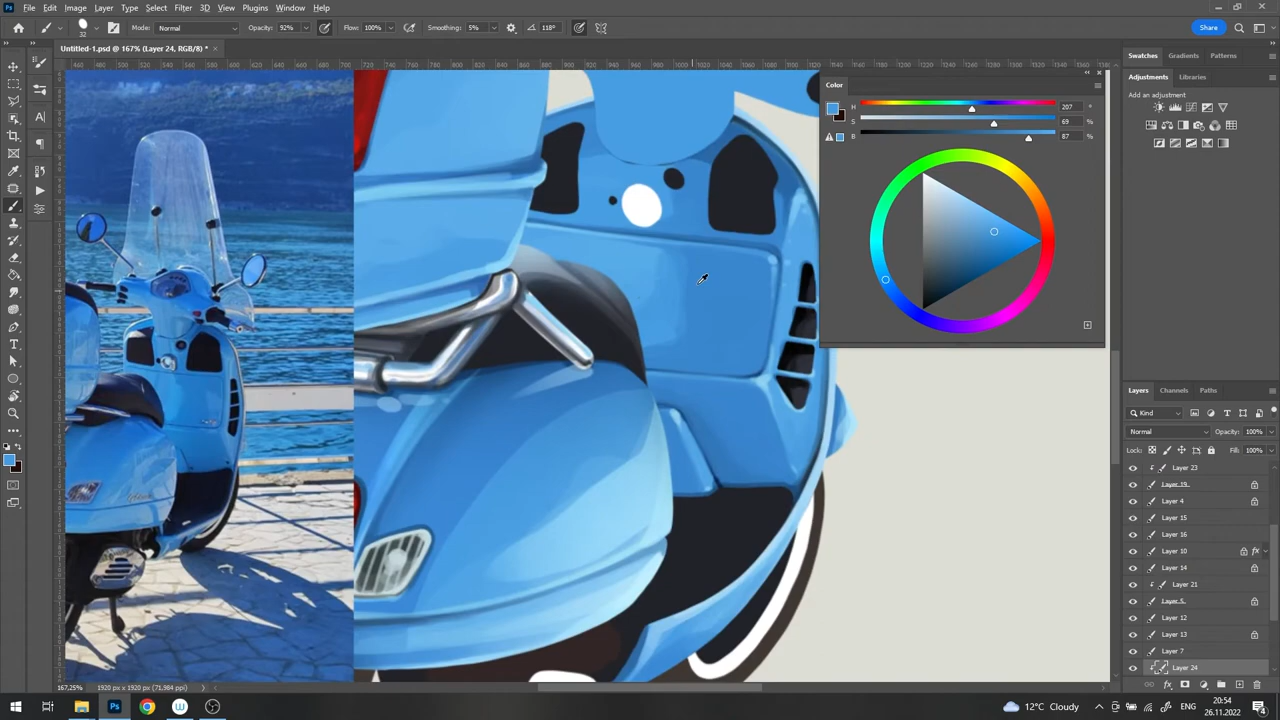 File Edit Image Layer Type Select Filter 3D View Plugins Window Help
32 Mode: Normal Opacity: 92% Flow: 100% Smoothing: 5% 118° Share
Untitled-1.psd @ 167% (Layer 24, RGB/8) * ×
Swatches Gradients Patterns
Adjustments Libraries
Add an adjustment
Color
H 207 °
S 69 %
B 87 %
Layers Channels Paths
Kind
Normal Opacity: 100%
Lock: Fill: 100%
Layer 23
Layer 19
Layer 4
Layer 15
Layer 16
Layer 10 fx
Layer 14
Layer 21
Layer 5
Layer 12
Layer 13
Layer 7
Layer 24
167,25% 1920 px x 1920 px (71,984 ppi)
12°C Cloudy ENG 20:54 26.11.2022